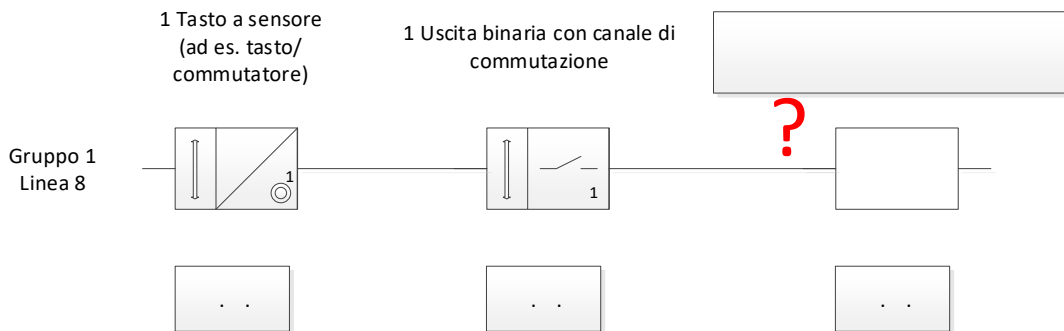 1 Tasto a sensore
(ad es. tasto/
commutatore)
1 Uscita binaria con canale di
commutazione
?
Gruppo 1
Linea 8
1
1
. .
. .
. .